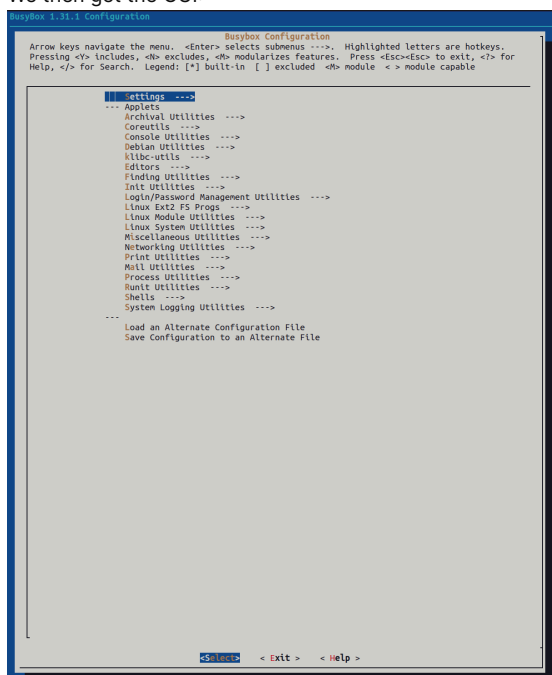 We then get the GUI
BusyBox 1.31.1 Configuration
Busybox Configuration
Arrow keys navigate the menu.  <Enter> selects submenus --->.  Highlighted letters are hotkeys.
Pressing <Y> includes, <N> excludes, <M> modularizes features.  Press <Esc><Esc> to exit, <?> for
Help, </> for Search.  Legend: [*] built-in  [ ] excluded  <M> module  < > module capable
Settings  --->
--- Applets
Archival Utilities  --->
Coreutils  --->
Console Utilities  --->
Debian Utilities  --->
klibc-utils  --->
Editors  --->
Finding Utilities  --->
Init Utilities  --->
Login/Password Management Utilities  --->
Linux Ext2 FS Progs  --->
Linux Module Utilities  --->
Linux System Utilities  --->
Miscellaneous Utilities  --->
Networking Utilities  --->
Print Utilities  --->
Mail Utilities  --->
Process Utilities  --->
Runit Utilities  --->
Shells  --->
System Logging Utilities  --->
---
Load an Alternate Configuration File
Save Configuration to an Alternate File
<Select>    < Exit >    < Help >